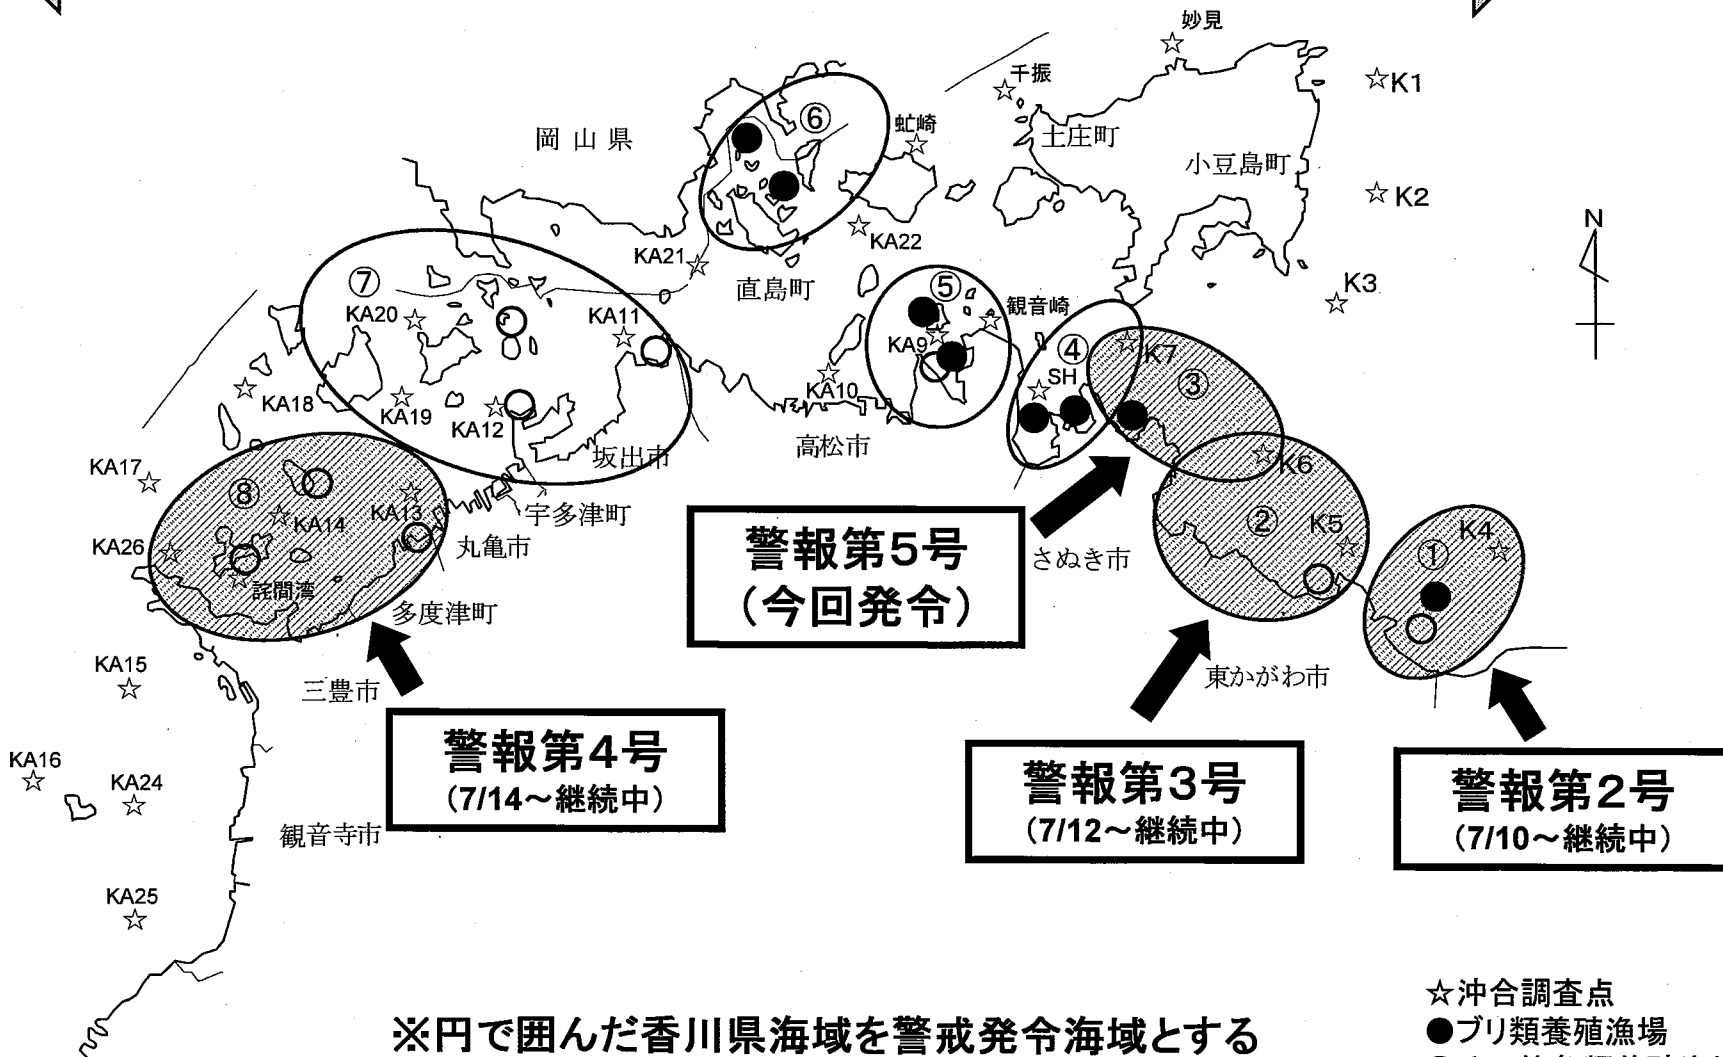 妙見
☆K1
千振
⑥
虻崎
岡山県
土庄町
小豆島町
☆K2
N
KA22
KA21
直島町
K3
⑦
⑤
観音崎
KA20
KA11
KA9
④
K7
SH
③
KA10
KA18
KA19
KA12
高松市
坂出市
K6
KA17
⑧
KA14
KA13
宇多津町
丸亀市
②
K5
K4
①
KA26
詫間湾
多度津町
警報第5号
(今回発令)
さぬき市
東かがわ市
KA15
三豊市
警報第4号
(7/14～継続中)
警報第3号
(7/12～継続中)
警報第2号
(7/10～継続中)
KA16
KA24
観音寺市
KA25
☆沖合調査点
●ブリ類養殖漁場
※円で囲んだ香川県海域を警戒発令海域とする